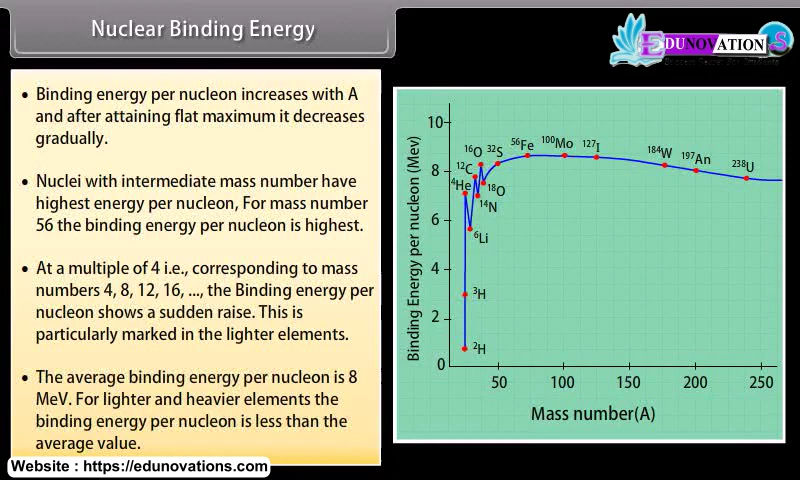 Nuclear Binding Energy
EDUNOVATIONS
• Binding energy per nucleon increases with A
and after attaining flat maximum it decreases
gradually.
• Nuclei with intermediate mass number have
highest energy per nucleon, For mass number
56 the binding energy per nucleon is highest.
• At a multiple of 4 i.e., corresponding to mass
numbers 4, 8, 12, 16, ..., the Binding energy per
nucleon shows a sudden raise. This is
particularly marked in the lighter elements.
• The average binding energy per nucleon is 8
MeV. For lighter and heavier elements the
binding energy per nucleon is less than the
average value.
Website : https://edunovations.com
Binding Energy per nucleon (Mev)
10
8
6
4
2
0
¹⁶O ³²S ⁵⁶Fe ¹⁰⁰Mo ¹²⁷I
¹²C ¹⁸⁴W ¹⁹⁷An ²³⁸U
⁴He ¹⁸O
¹⁴N
⁶Li
³H
²H
50 100 150 200 250
Mass number(A)